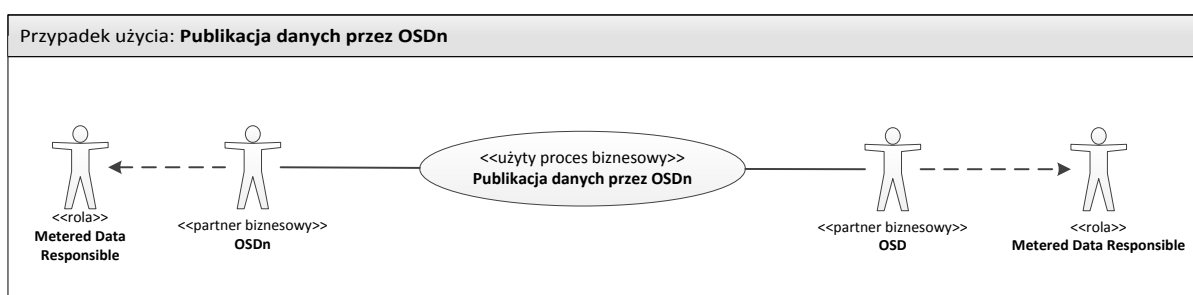 Przypadek użycia: Publikacja danych przez OSDn
<<użyty proces biznesowy>>
Publikacja danych przez OSDn
<<rola>>
Metered Data
Responsible
<<partner biznesowy>>
OSDn
<<partner biznesowy>>
OSD
<<rola>>
Metered Data Responsible